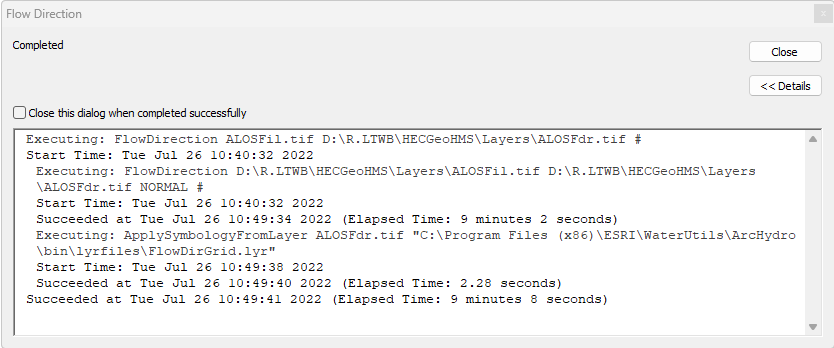 Flow Direction
x
Completed
Close
<< Details
Close this dialog when completed successfully
Executing: FlowDirection ALOSFil.tif D:\R.LTWB\HECGeoHMS\Layers\ALOSFdr.tif #
Start Time: Tue Jul 26 10:40:32 2022
Executing: FlowDirection D:\R.LTWB\HECGeoHMS\Layers\ALOSFil.tif D:\R.LTWB\HECGeoHMS\Layers
\ALOSFdr.tif NORMAL #
Start Time: Tue Jul 26 10:40:32 2022
Succeeded at Tue Jul 26 10:49:34 2022 (Elapsed Time: 9 minutes 2 seconds)
Executing: ApplySymbologyFromLayer ALOSFdr.tif "C:\Program Files (x86)\ESRI\WaterUtils\ArcHydro
\bin\lyrfiles\FlowDirGrid.lyr"
Start Time: Tue Jul 26 10:49:38 2022
Succeeded at Tue Jul 26 10:49:40 2022 (Elapsed Time: 2.28 seconds)
Succeeded at Tue Jul 26 10:49:41 2022 (Elapsed Time: 9 minutes 8 seconds)